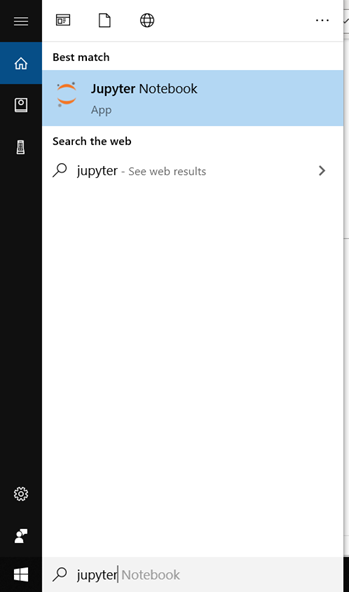 Best match
Jupyter Notebook
App
Search the web
jupyter - See web results
jupyter Notebook